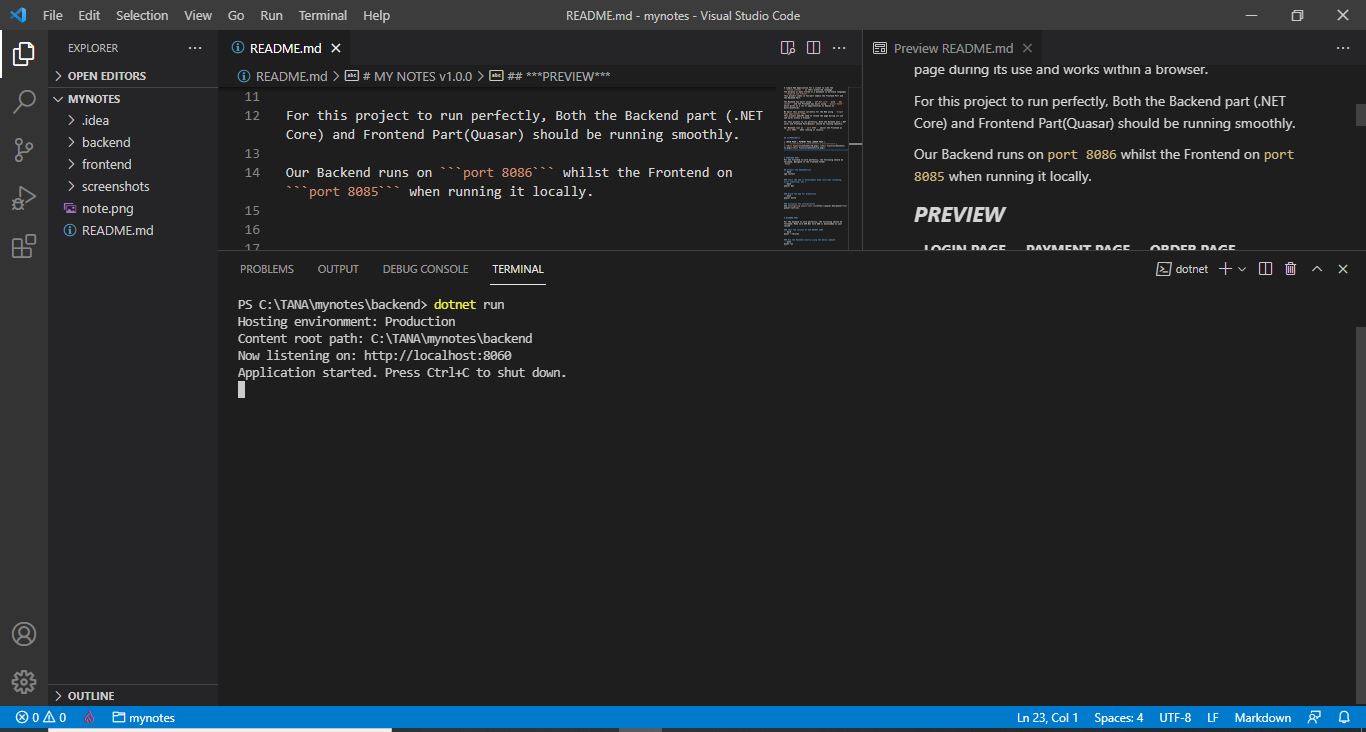 File Edit Selection View Go Run Terminal Help README.md - mynotes - Visual Studio Code
EXPLORER
OPEN EDITORS
MYNOTES
.idea
backend
frontend
screenshots
note.png
README.md
OUTLINE
README.md
README.md > # MY NOTES v1.0.0 > ## ***PREVIEW***
11
12 For this project to run perfectly, Both the Backend part (.NET
Core) and Frontend Part(Quasar) should be running smoothly.
13
14 Our Backend runs on ```port 8086``` whilst the Frontend on
```port 8085``` when running it locally.
15
16
17
Preview README.md
page during its use and works within a browser.
For this project to run perfectly, Both the Backend part (.NET
Core) and Frontend Part(Quasar) should be running smoothly.
Our Backend runs on port 8086 whilst the Frontend on port
8085 when running it locally.
PREVIEW
LOGIN PAGE PAYMENT PAGE ORDER PAGE
PROBLEMS OUTPUT DEBUG CONSOLE TERMINAL dotnet
PS C:\TANA\mynotes\backend> dotnet run
Hosting environment: Production
Content root path: C:\TANA\mynotes\backend
Now listening on: http://localhost:8060
Application started. Press Ctrl+C to shut down.
0 0 mynotes Ln 23, Col 1 Spaces: 4 UTF-8 LF Markdown